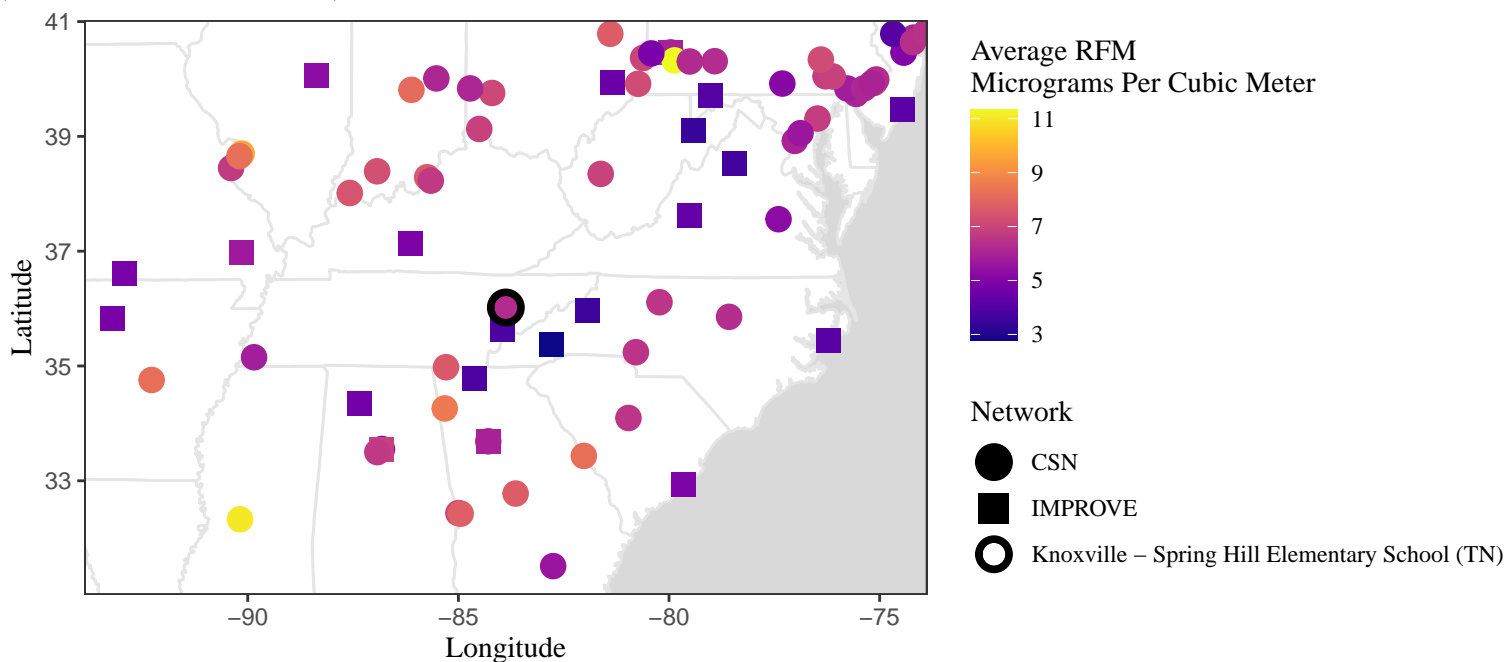 41
39
37
35
33
Latitude
−90
−85
−80
−75
Longitude
Average RFM
Micrograms Per Cubic Meter
11
9
7
5
3
Network
CSN
IMPROVE
Knoxville – Spring Hill Elementary School (TN)